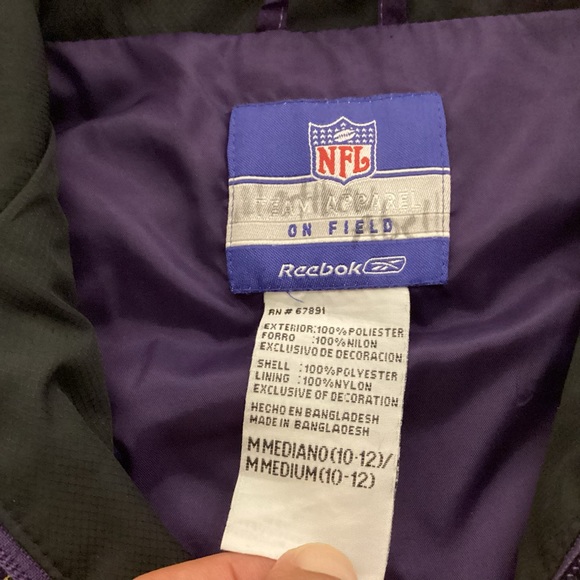 NFL
TEAM APPAREL
ON FIELD
Reebok
RN # 67891
EXTERIOR:100% POLIESTER
FORRO :100% NILON
EXCLUSIVO DE DECORACION
SHELL :100% POLYESTER
LINING :100% NYLON
EXCLUSIVE OF DECORATION
HECHO EN BANGLADESH
MADE IN BANGLADESH
M MEDIANO (10-12)/
M MEDIUM (10-12)